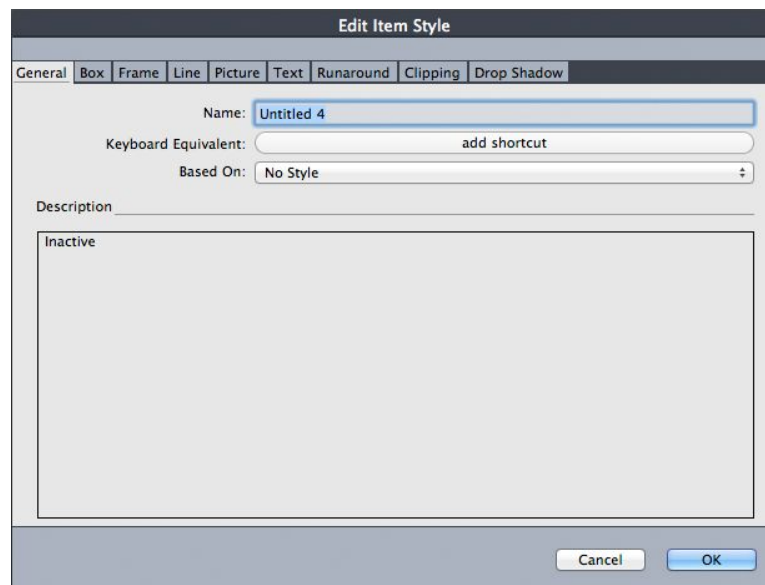 Edit Item Style
General Box Frame Line Picture Text Runaround Clipping Drop Shadow
Name: Untitled 4
Keyboard Equivalent: add shortcut
Based On: No Style
Description
Inactive
Cancel OK